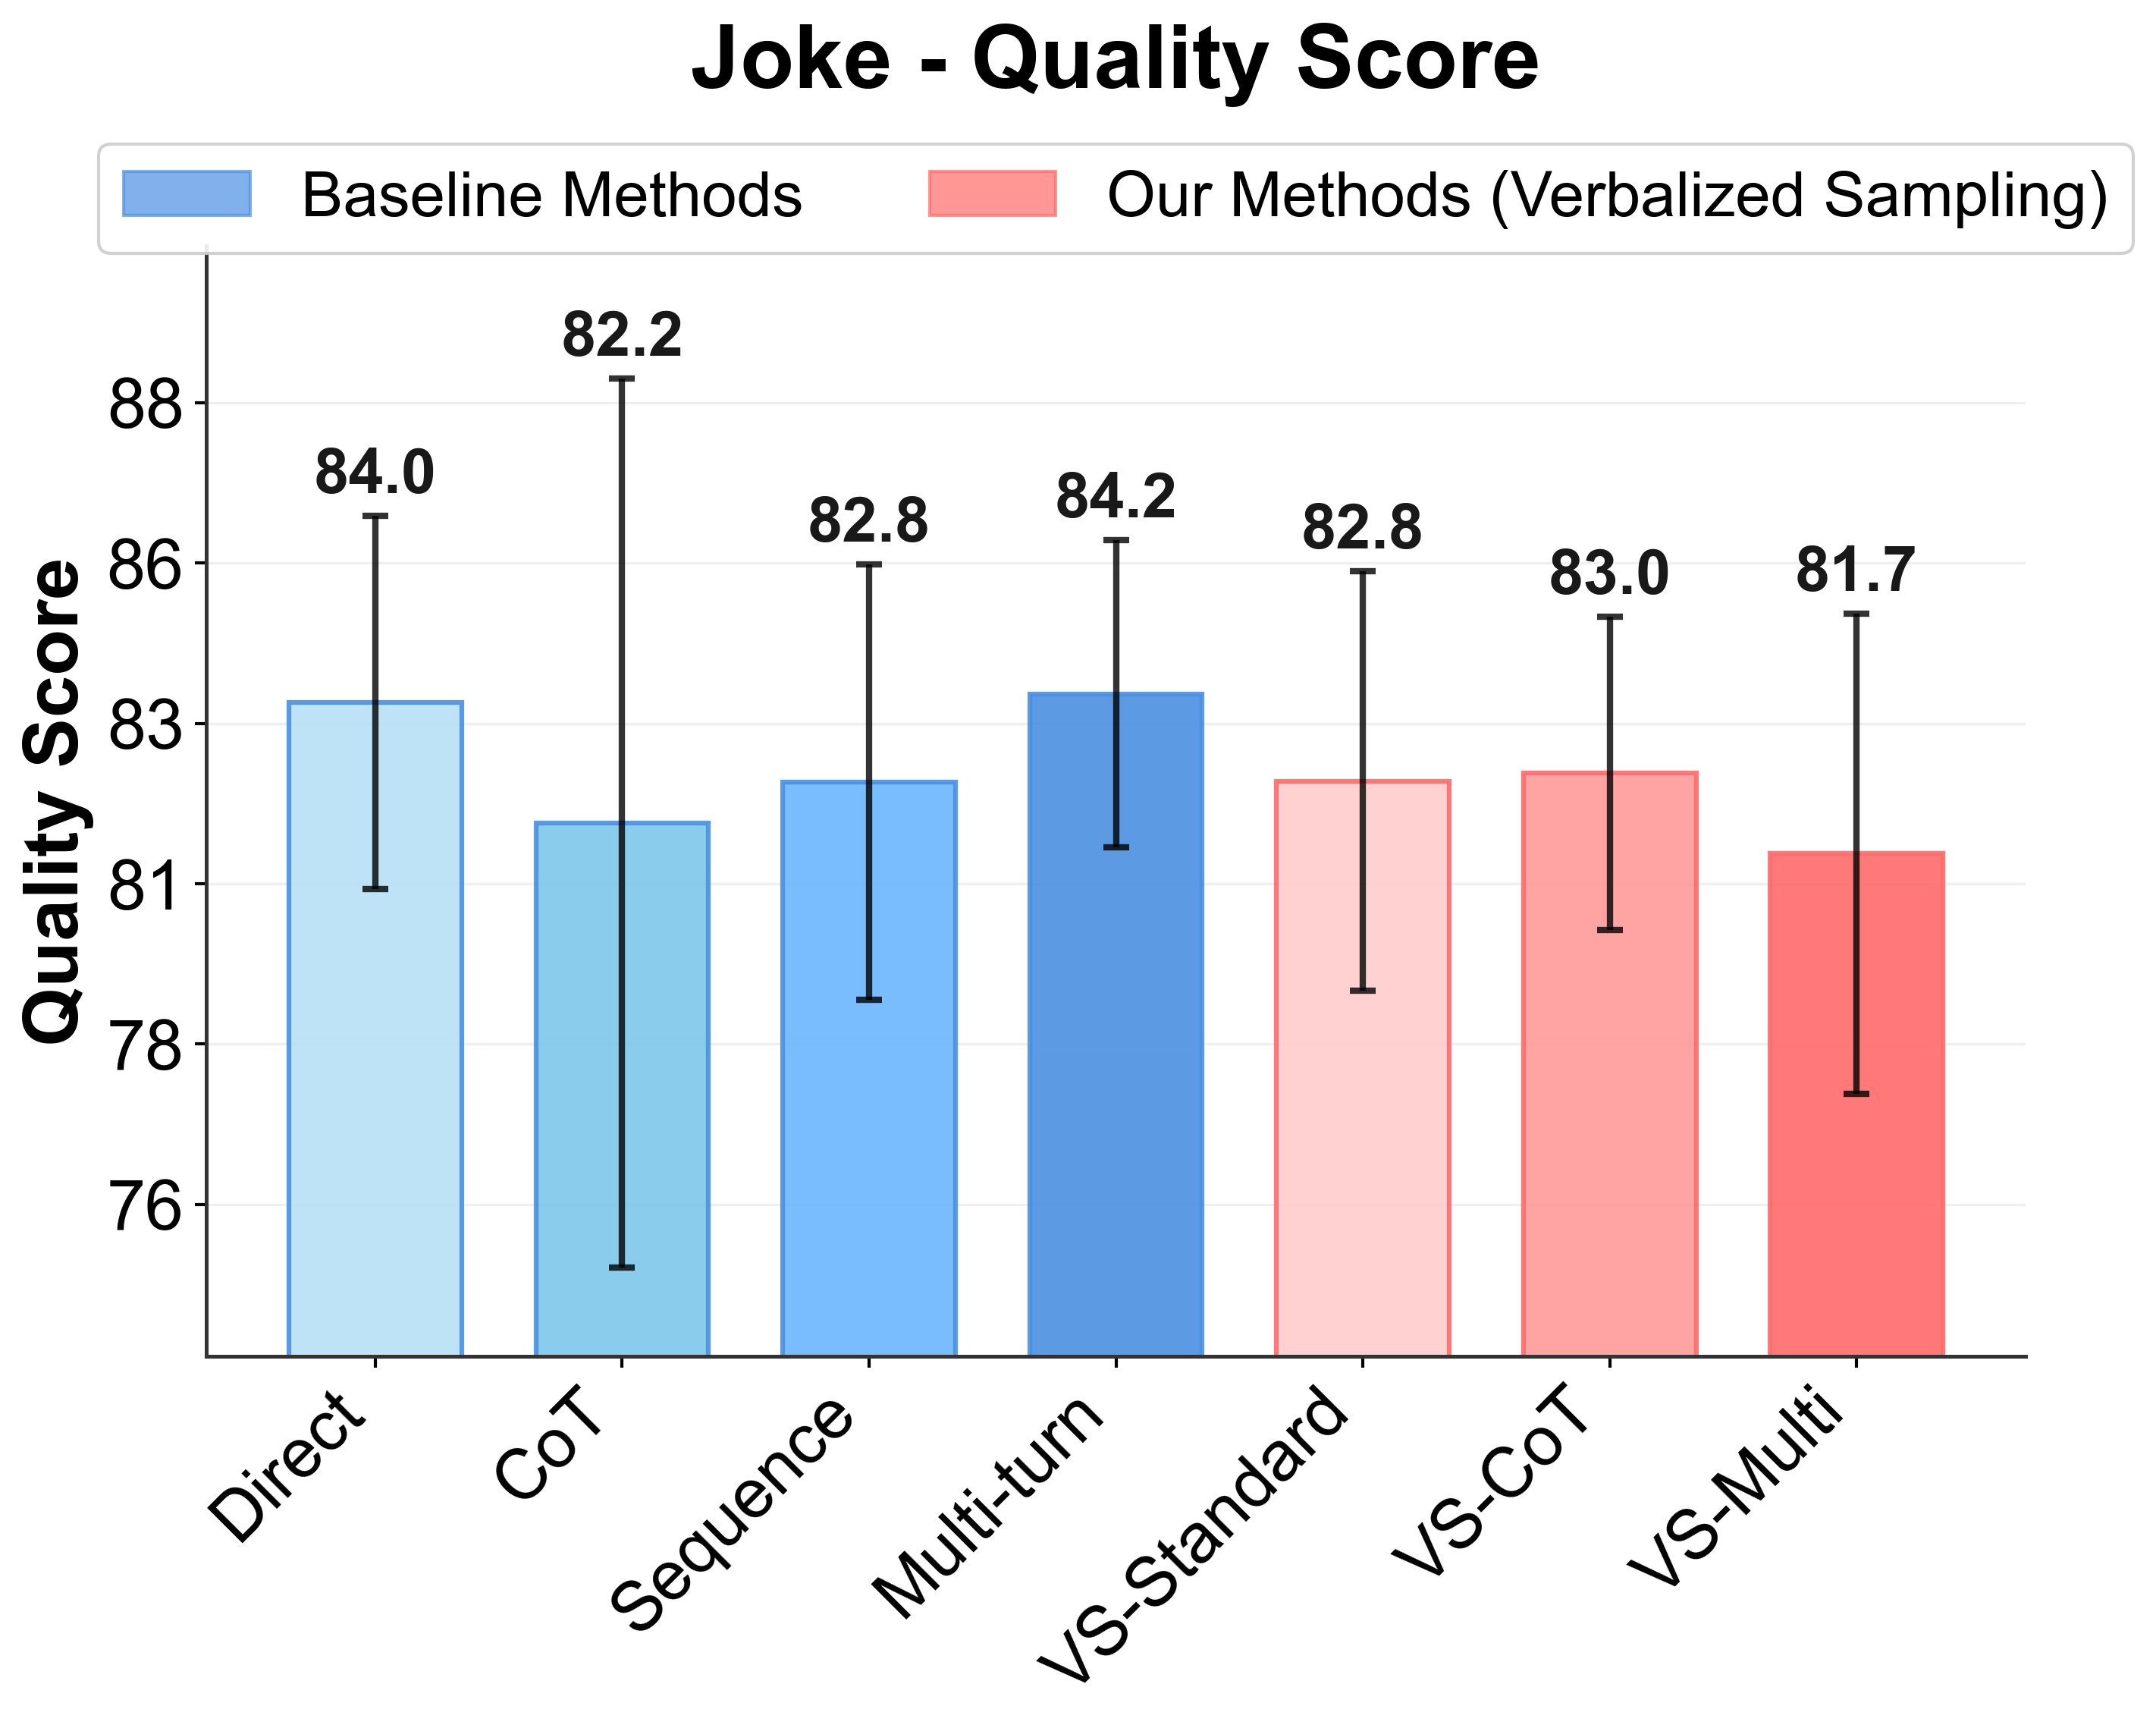 Joke - Quality Score
Baseline Methods
Our Methods (Verbalized Sampling)
82.2
84.0
82.8
84.2
82.8
83.0
81.7
Quality Score
88
86
83
81
78
76
Direct
CoT
Sequence
Multi-turn
VS-Standard
VS-CoT
VS-Multi